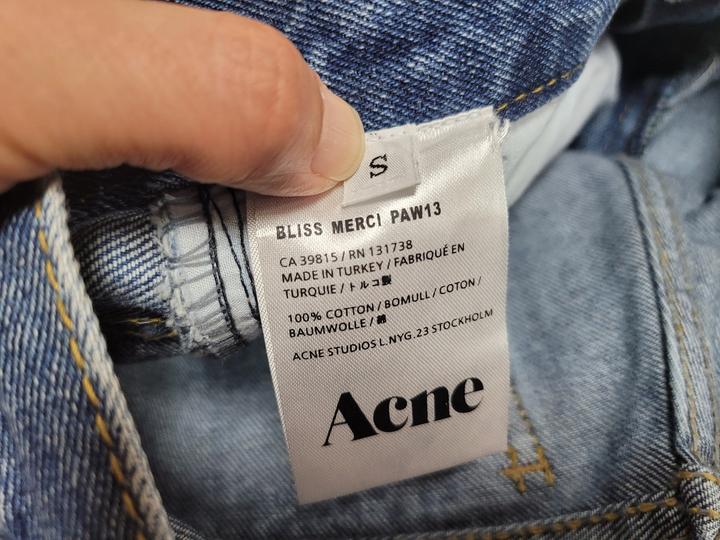 S
BLISS MERCI PAW13
CA 39815 / RN 131738
MADE IN TURKEY / FABRIQUÉ EN
TURQUIE / トルコ製
100% COTTON / BOMULL / COTON /
BAUMWOLLE / 綿
ACNE STUDIOS L.NYG.23 STOCKHOLM
Acne